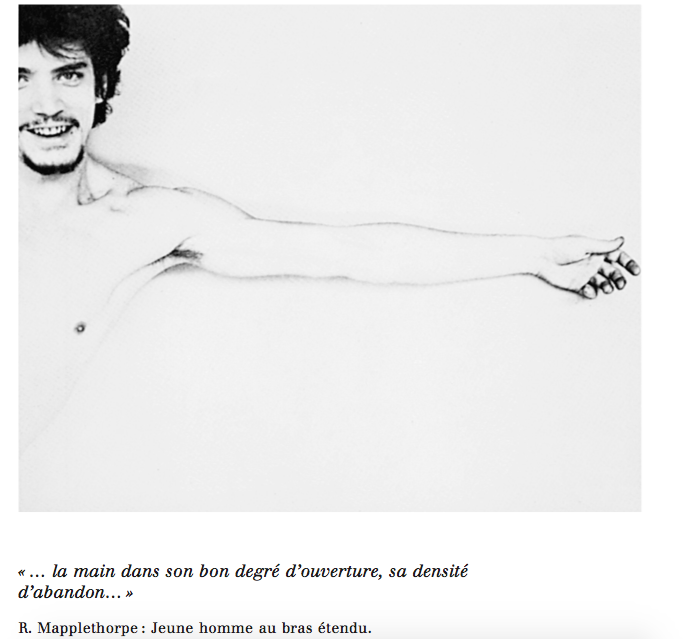 « … la main dans son bon degré d’ouverture, sa densité
d’abandon… »
R. Mapplethorpe : Jeune homme au bras étendu.